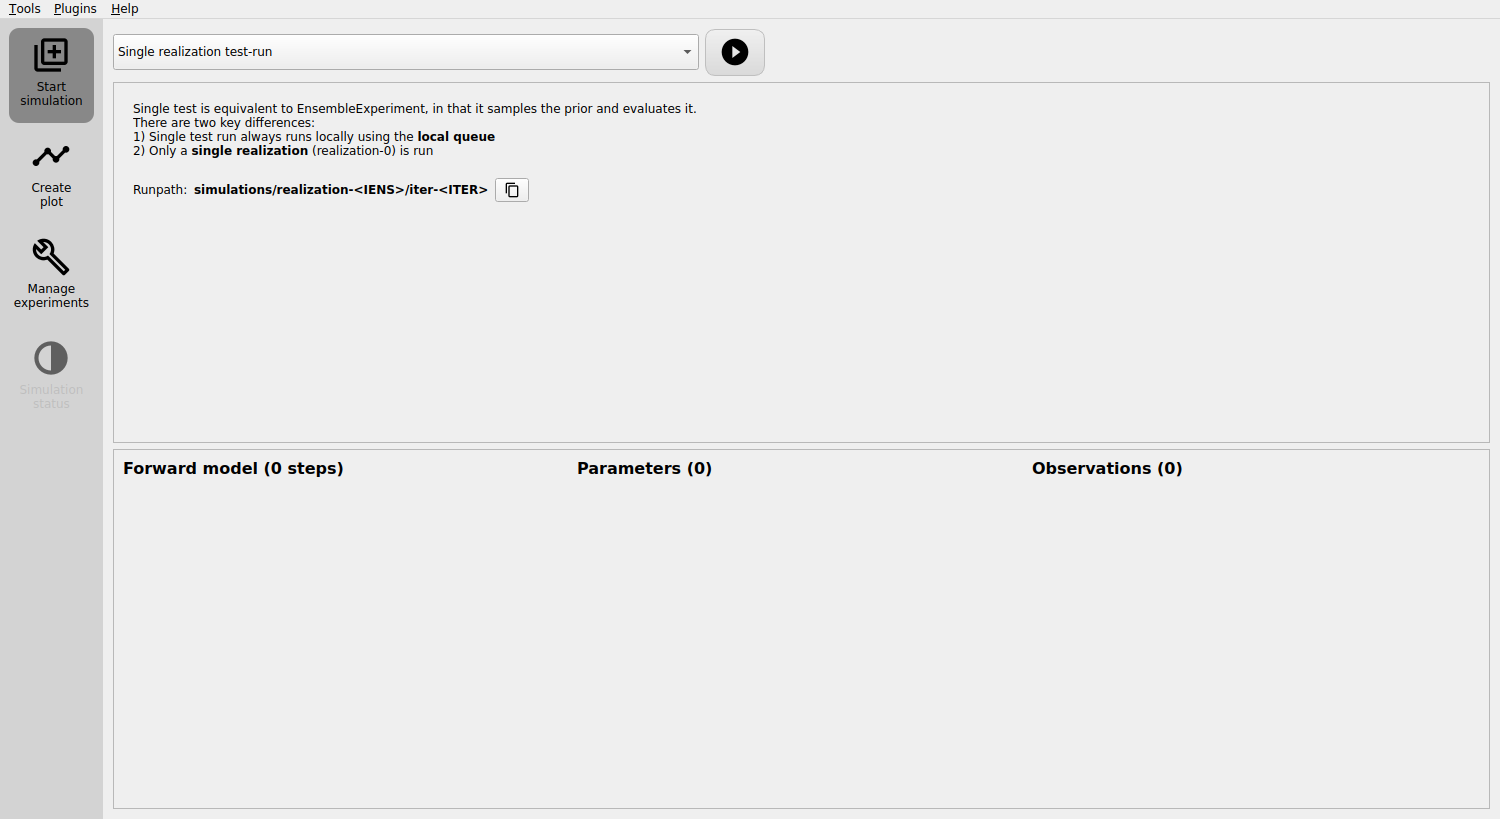 Tools Plugins Help
Start
simulation
Create
plot
Manage
experiments
Simulation
status
Single realization test-run
Single test is equivalent to EnsembleExperiment, in that it samples the prior and evaluates it.
There are two key differences:
1) Single test run always runs locally using the local queue
2) Only a single realization (realization-0) is run
Runpath: simulations/realization-<IENS>/iter-<ITER>
Forward model (0 steps) Parameters (0) Observations (0)